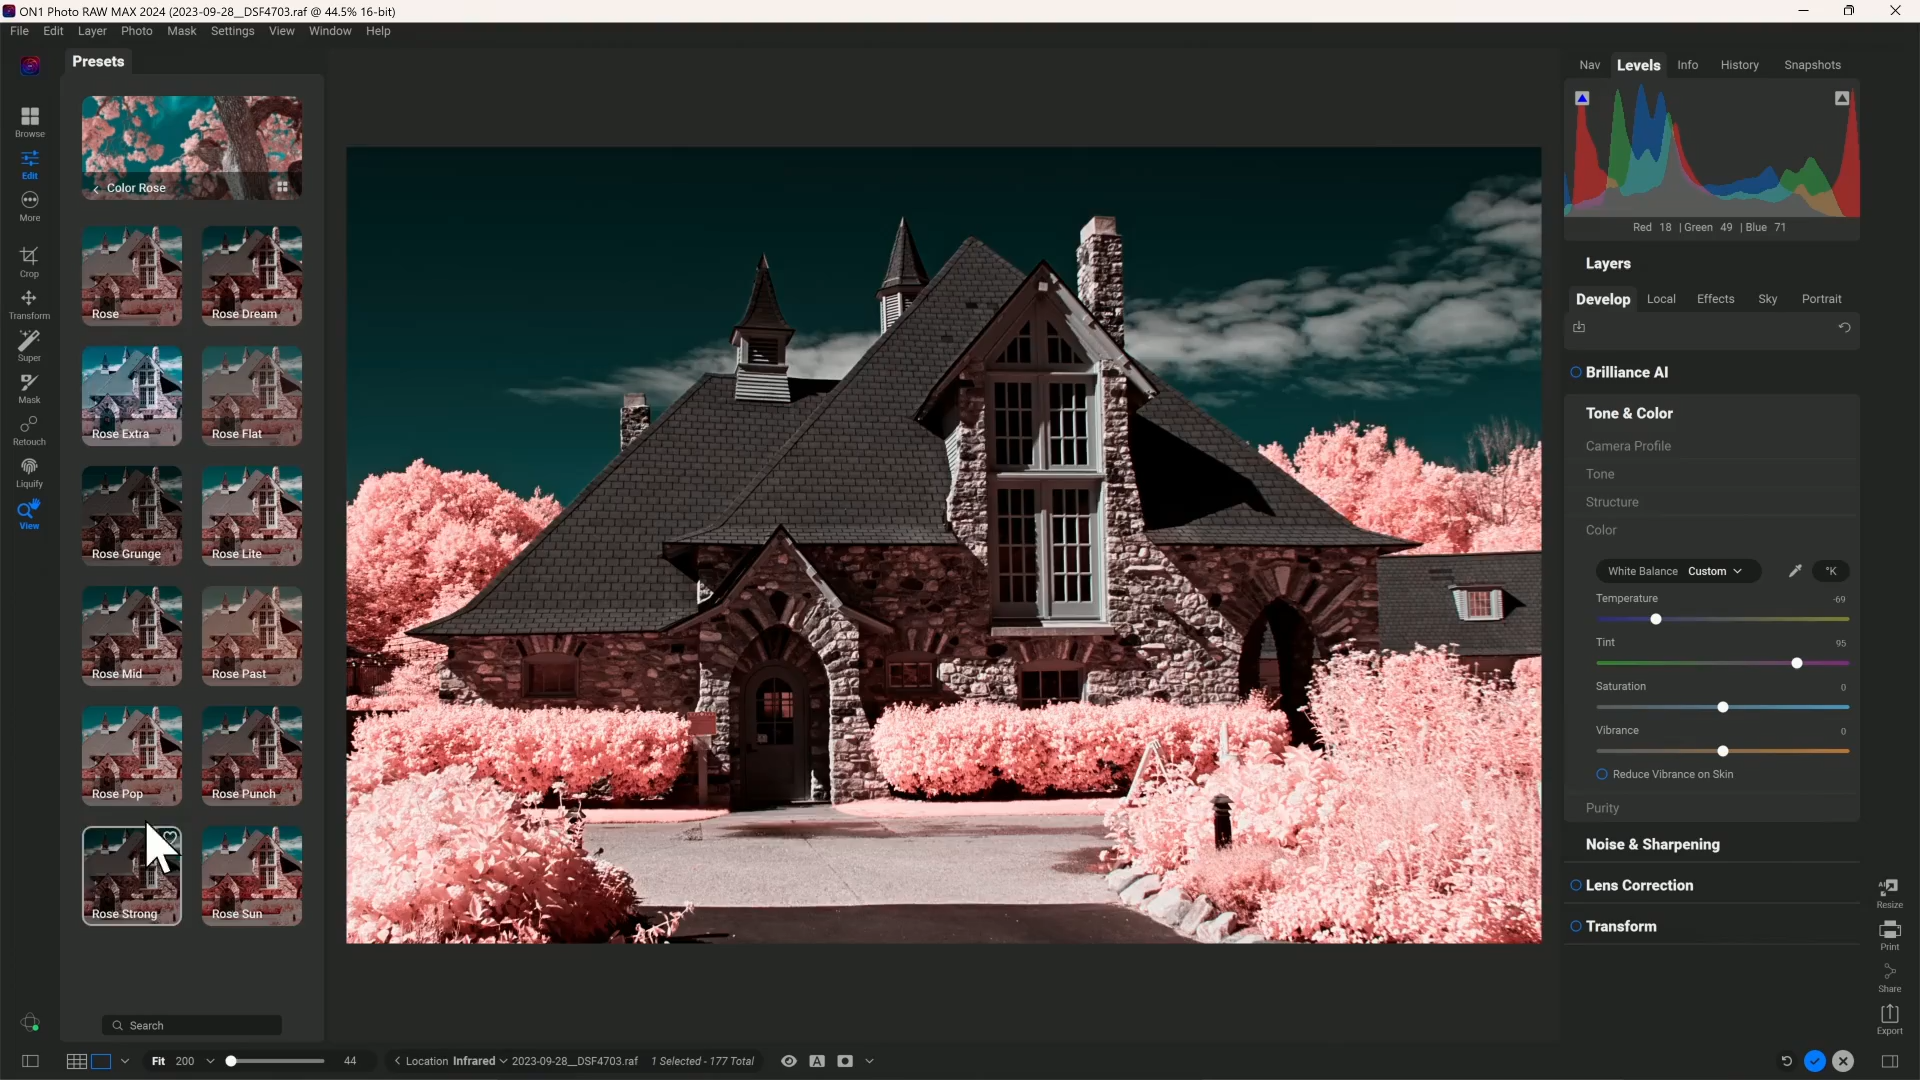 ON1 Photo RAW MAX 2024 (2023-09-28__DSF4703.raf @ 44.5% 16-bit)
File Edit Layer Photo Mask Settings View Window Help
Presets
Nav Levels Info History Snapshots
Browse
Edit
More
Crop
Transform
Super
Mask
Retouch
Liquify
View
Color Rose
Rose
Rose Dream
Rose Extra
Rose Flat
Rose Grunge
Rose Lite
Rose Mid
Rose Past
Rose Pop
Rose Punch
Rose Strong
Rose Sun
Search
Red 18 | Green 49 | Blue 71
Layers
Develop Local Effects Sky Portrait
Brilliance AI
Tone & Color
Camera Profile
Tone
Structure
Color
White Balance Custom °K
Temperature -69
Tint 95
Saturation 0
Vibrance 0
Reduce Vibrance on Skin
Purity
Noise & Sharpening
Lens Correction
Transform
AI
Resize
Print
Share
Export
Fit 200 44 Location Infrared 2023-09-28__DSF4703.raf 1 Selected - 177 Total A